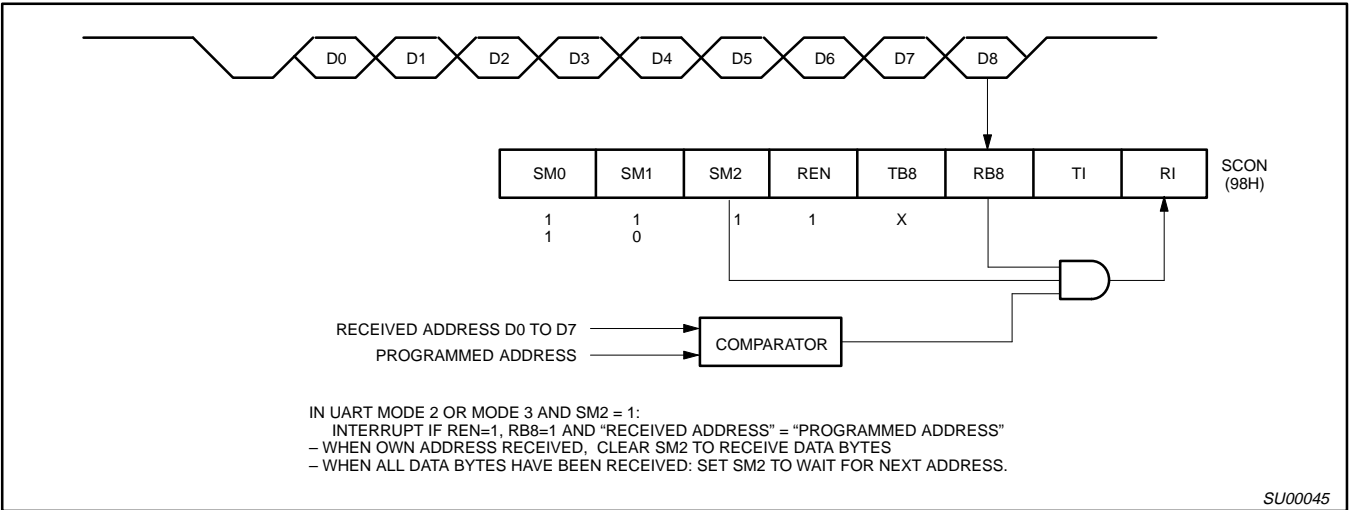 D0 D1 D2 D3 D4 D5 D6 D7 D8
SM0 SM1 SM2 REN TB8 RB8 TI RI
SCON
(98H)
1 1 1 1 X
1 0
RECEIVED ADDRESS D0 TO D7
PROGRAMMED ADDRESS
COMPARATOR
IN UART MODE 2 OR MODE 3 AND SM2 = 1:
INTERRUPT IF REN=1, RB8=1 AND “RECEIVED ADDRESS” = “PROGRAMMED ADDRESS”
– WHEN OWN ADDRESS RECEIVED, CLEAR SM2 TO RECEIVE DATA BYTES
– WHEN ALL DATA BYTES HAVE BEEN RECEIVED: SET SM2 TO WAIT FOR NEXT ADDRESS.
SU00045